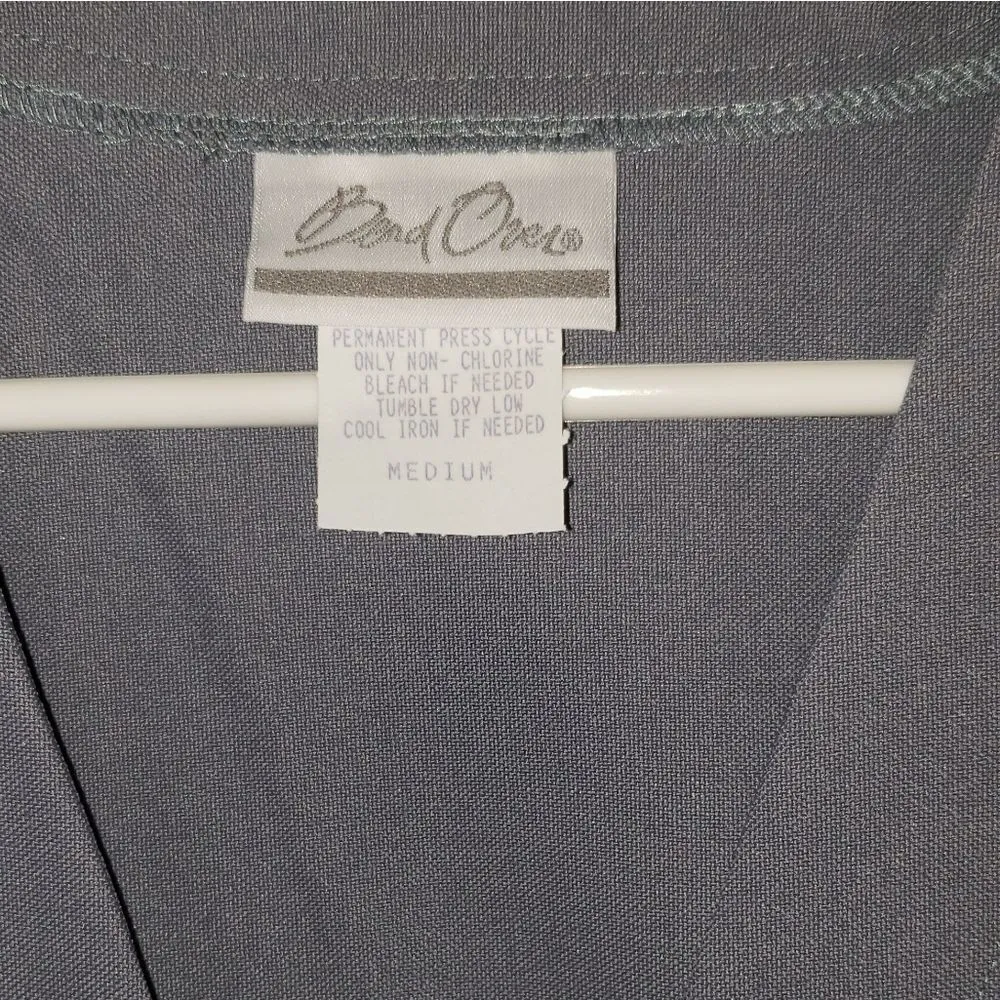 Bend Over®
PERMANENT PRESS CYCLE
ONLY NON- CHLORINE
BLEACH IF NEEDED
TUMBLE DRY LOW
COOL IRON IF NEEDED
MEDIUM